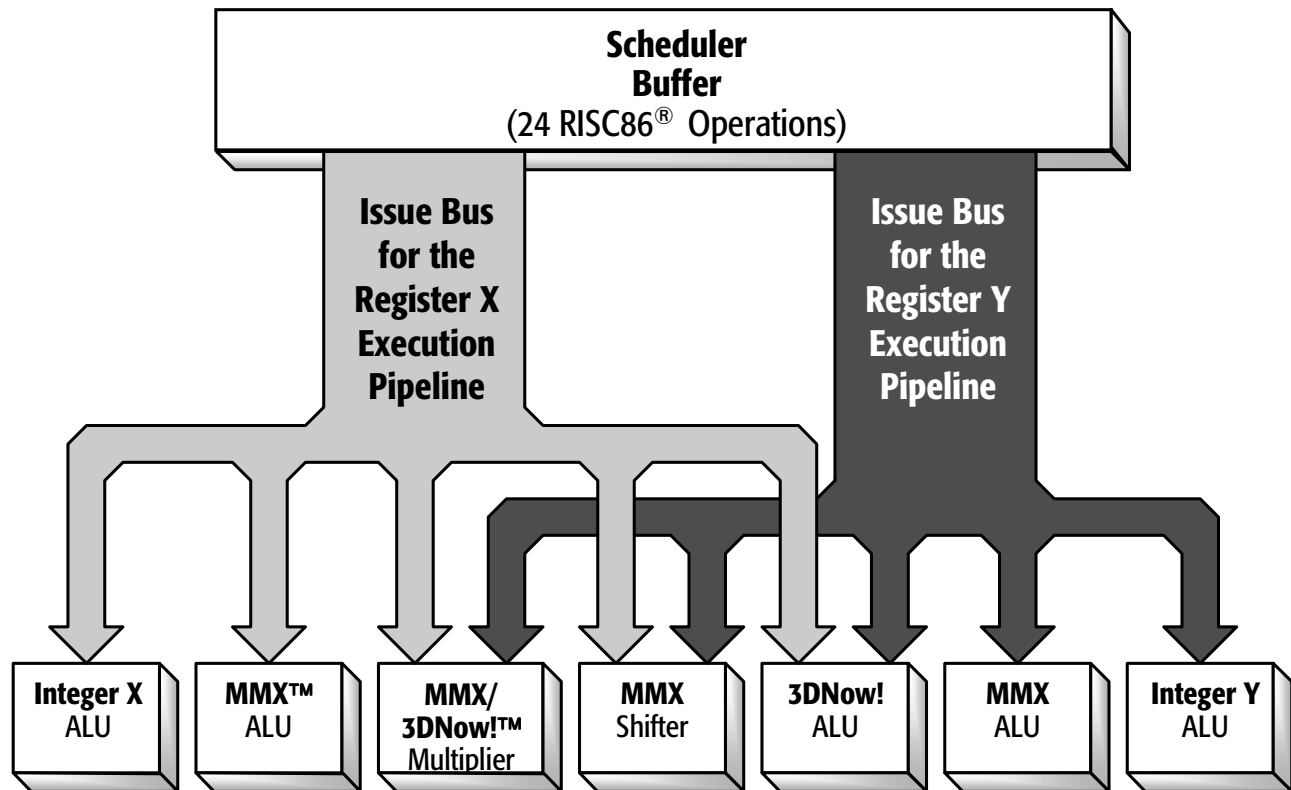 Scheduler
Buffer
(24 RISC86® Operations)
Issue Bus
for the
Register X
Execution
Pipeline
Issue Bus
for the
Register Y
Execution
Pipeline
Integer X
ALU
MMX™
ALU
MMX/
3DNow!™
Multiplier
MMX
Shifter
3DNow!
ALU
MMX
ALU
Integer Y
ALU